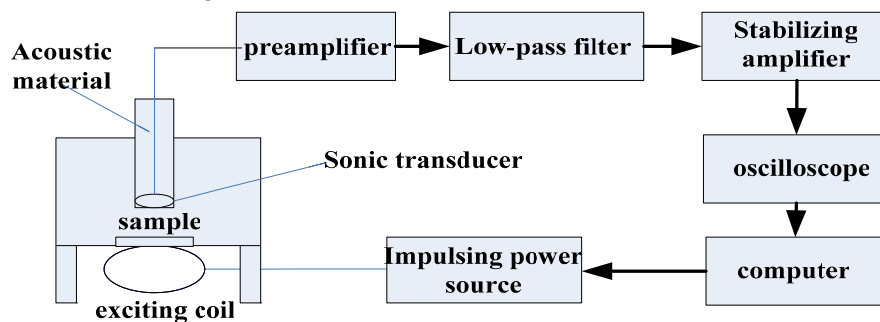 preamplifier
Low-pass filter
Stabilizing
amplifier
Acoustic
material
Sonic transducer
oscilloscope
sample
Impulsing power
source
computer
exciting coil